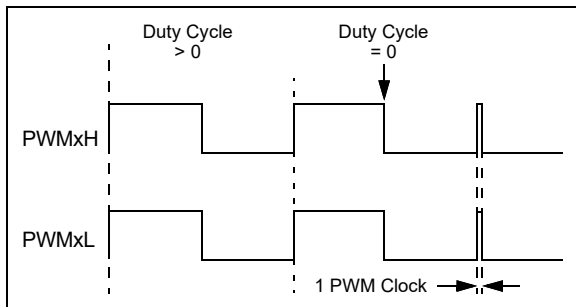 Duty Cycle
> 0
Duty Cycle
= 0
PWMxH
PWMxL
1 PWM Clock